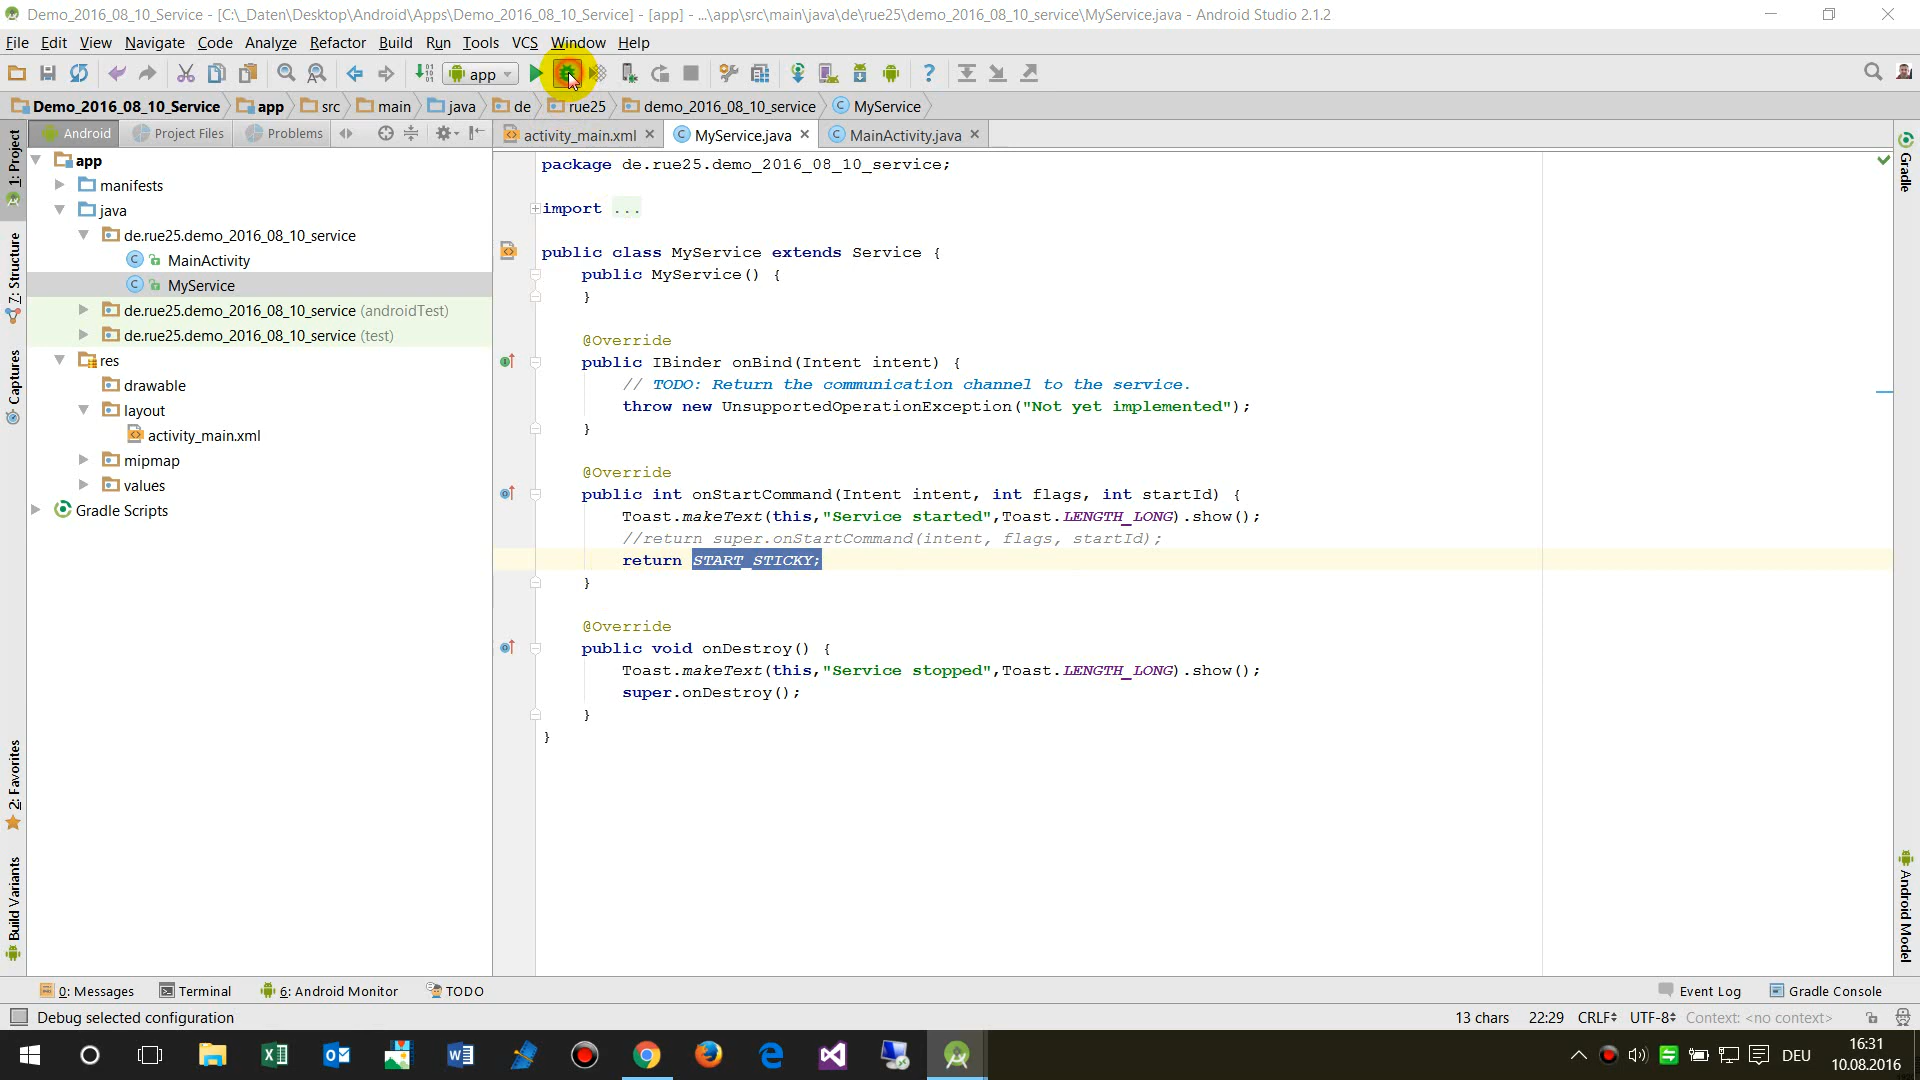 Demo_2016_08_10_Service - [C:\_Daten\Desktop\Android\Apps\Demo_2016_08_10_Service] - [app] - ...\app\src\main\java\de\rue25\demo_2016_08_10_service\MyService.java - Android Studio 2.1.2
File Edit View Navigate Code Analyze Refactor Build Run Tools VCS Window Help
app
Demo_2016_08_10_Service app src main java de rue25 demo_2016_08_10_service MyService
Android Project Files Problems
activity_main.xml MyService.java MainActivity.java
1: Project
7: Structure
Captures
2: Favorites
Build Variants
app
manifests
java
de.rue25.demo_2016_08_10_service
MainActivity
MyService
de.rue25.demo_2016_08_10_service (androidTest)
de.rue25.demo_2016_08_10_service (test)
res
drawable
layout
activity_main.xml
mipmap
values
Gradle Scripts
package de.rue25.demo_2016_08_10_service;
import ...
public class MyService extends Service {
public MyService() {
}
@Override
public IBinder onBind(Intent intent) {
// TODO: Return the communication channel to the service.
throw new UnsupportedOperationException("Not yet implemented");
}
@Override
public int onStartCommand(Intent intent, int flags, int startId) {
Toast.makeText(this,"Service started",Toast.LENGTH_LONG).show();
//return super.onStartCommand(intent, flags, startId);
return START_STICKY;
}
@Override
public void onDestroy() {
Toast.makeText(this,"Service stopped",Toast.LENGTH_LONG).show();
super.onDestroy();
}
}
Gradle
Android Model
0: Messages Terminal 6: Android Monitor TODO Event Log Gradle Console
Debug selected configuration 13 chars 22:29 CRLF UTF-8 Context: <no context>
DEU
16:31
10.08.2016